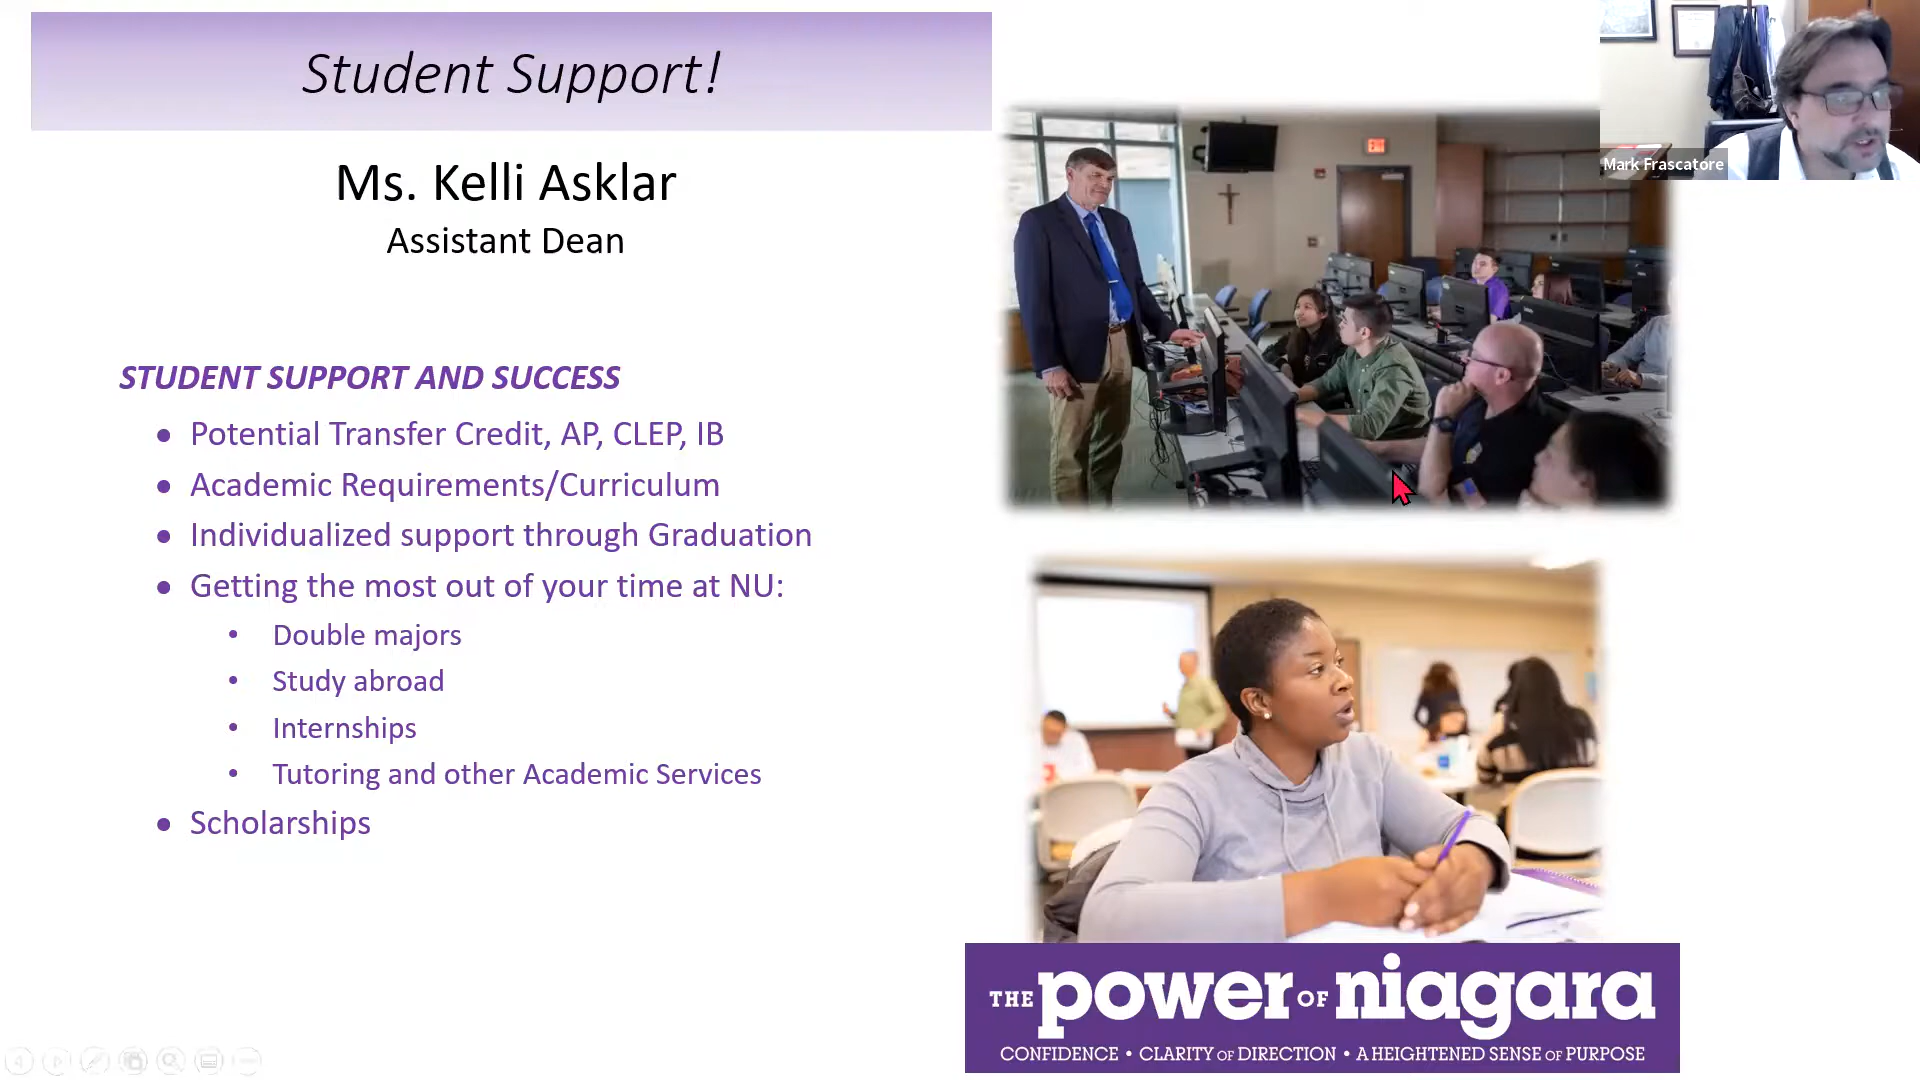 Student Support!
Ms. Kelli Asklar
Assistant Dean
STUDENT SUPPORT AND SUCCESS
• Potential Transfer Credit, AP, CLEP, IB
• Academic Requirements/Curriculum
• Individualized support through Graduation
• Getting the most out of your time at NU:
• Double majors
• Study abroad
• Internships
• Tutoring and other Academic Services
• Scholarships
Mark Frascatore
THE power OF niagara
CONFIDENCE • CLARITY OF DIRECTION • A HEIGHTENED SENSE OF PURPOSE